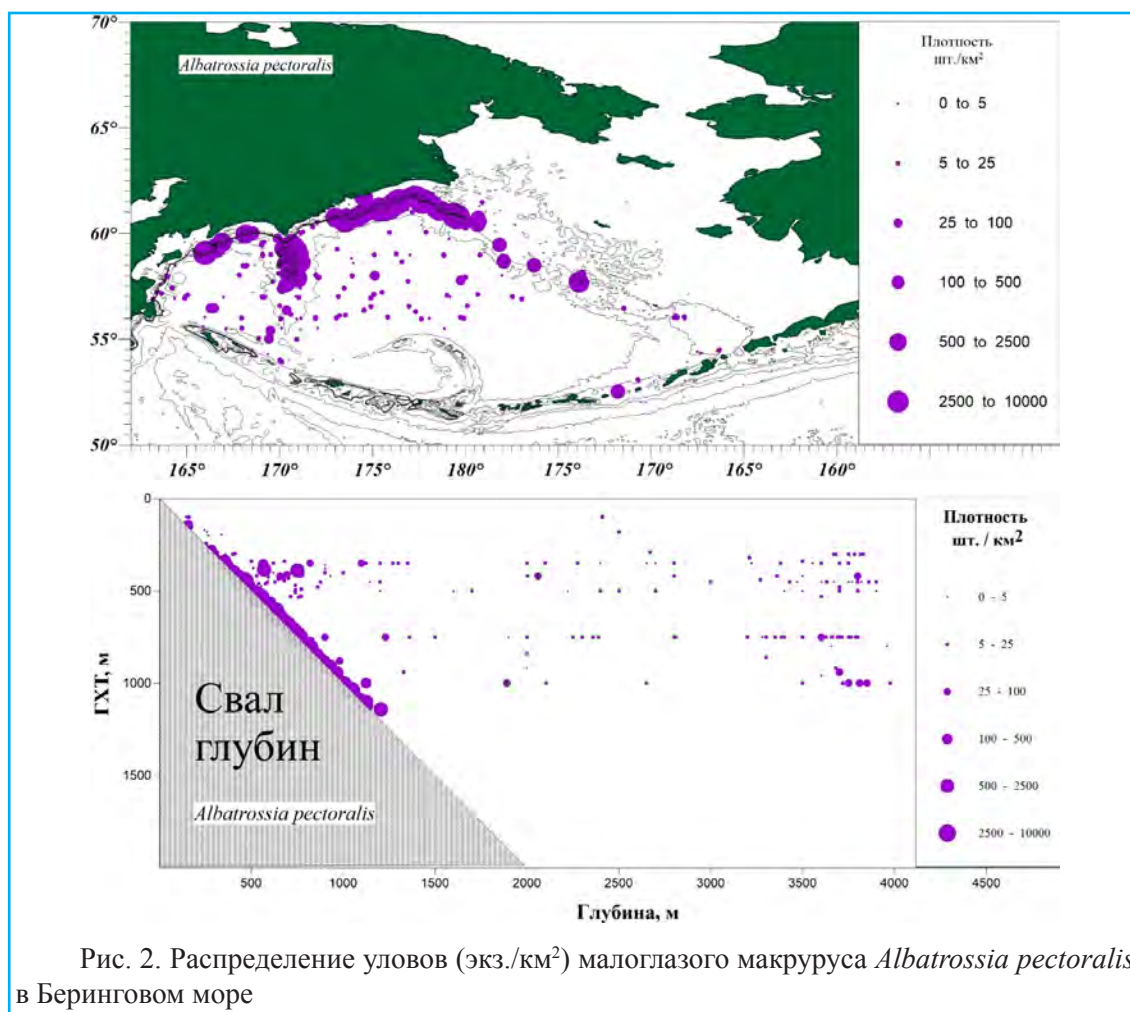 70°
Albatrossia pectoralis
65°
60°
55°
50°
165°
170°
175°
180°
175°
170°
165°
160°
Плотность
шт./км²
0 to 5
5 to 25
25 to 100
100 to 500
500 to 2500
2500 to 10000
0
500
1000
1500
ГХТ, м
Свал
глубин
Albatrossia pectoralis
500
1000
1500
2000
2500
3000
3500
4000
4500
Глубина, м
Плотность
шт. / км²
0 - 5
5 - 25
25 - 100
100 - 500
500 - 2500
2500 - 10000
Рис. 2. Распределение уловов (экз./км²) малоглазого макруруса Albatrossia pectoralis
в Беринговом море